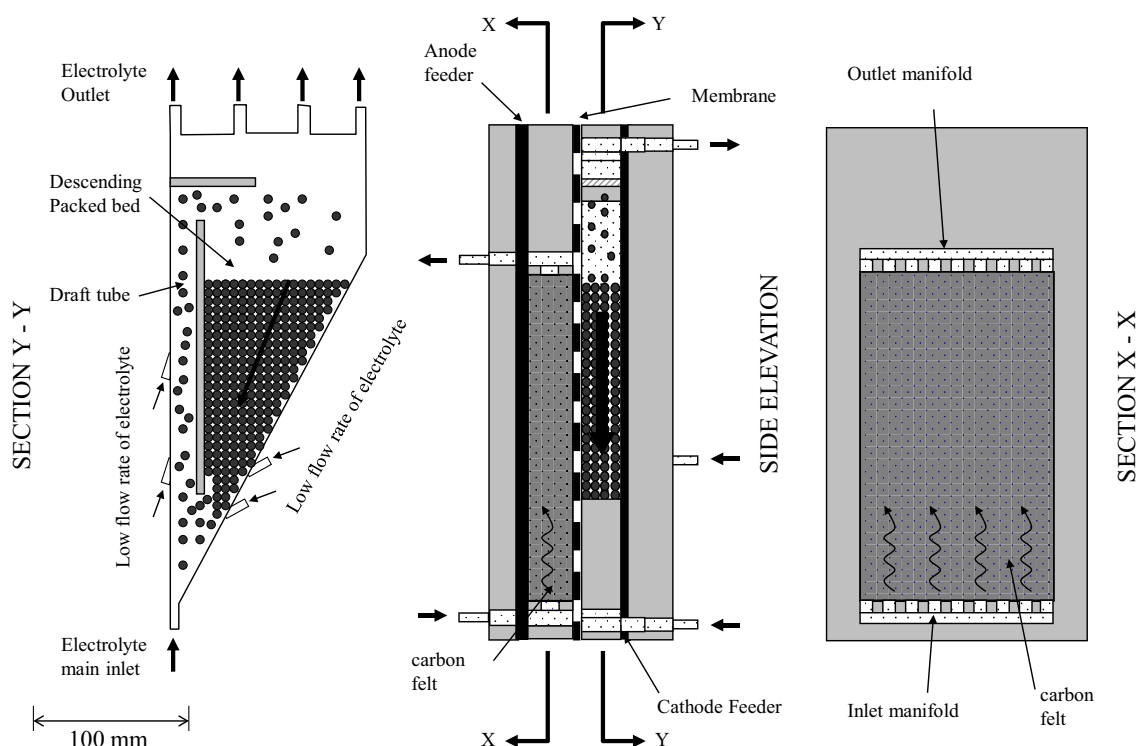 X
Y
Electrolyte
Outlet
Anode
feeder
Membrane
Outlet manifold
Descending
Packed bed
Draft tube
SECTION Y - Y
Low flow rate of electrolyte
Low flow rate of electrolyte
SIDE ELEVATION
SECTION X - X
Electrolyte
main inlet
carbon
felt
Cathode Feeder
Inlet manifold
carbon
felt
X
Y
100 mm